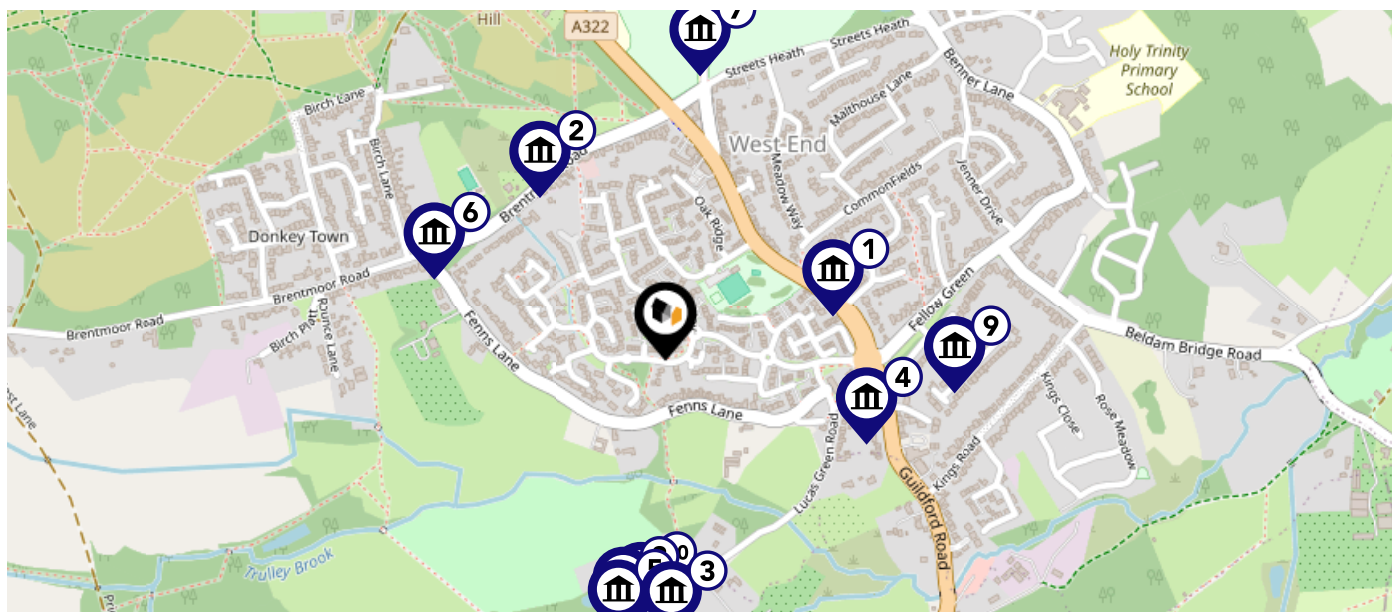 Hill
A322
7
Streets Heath
Streets Heath
Benner Lane
Holy Trinity
Primary
School
Birch Lane
Malthouse Lane
2
West End
Birch Lane
Meadow Way
Jenner Drive
CommonFields
Oak Ridge
6
Donkey Town
1
Brentmoor Road
Fellow Green
Brentmoor Road
Birch Platt
Rounce Lane
Fenns Lane
9
Beldam Bridge Road
4
Kings Close
Rose Meadow
Fenns Lane
Lucas Green Road
Kings Road
Guildford Road
Trulley Brook
3